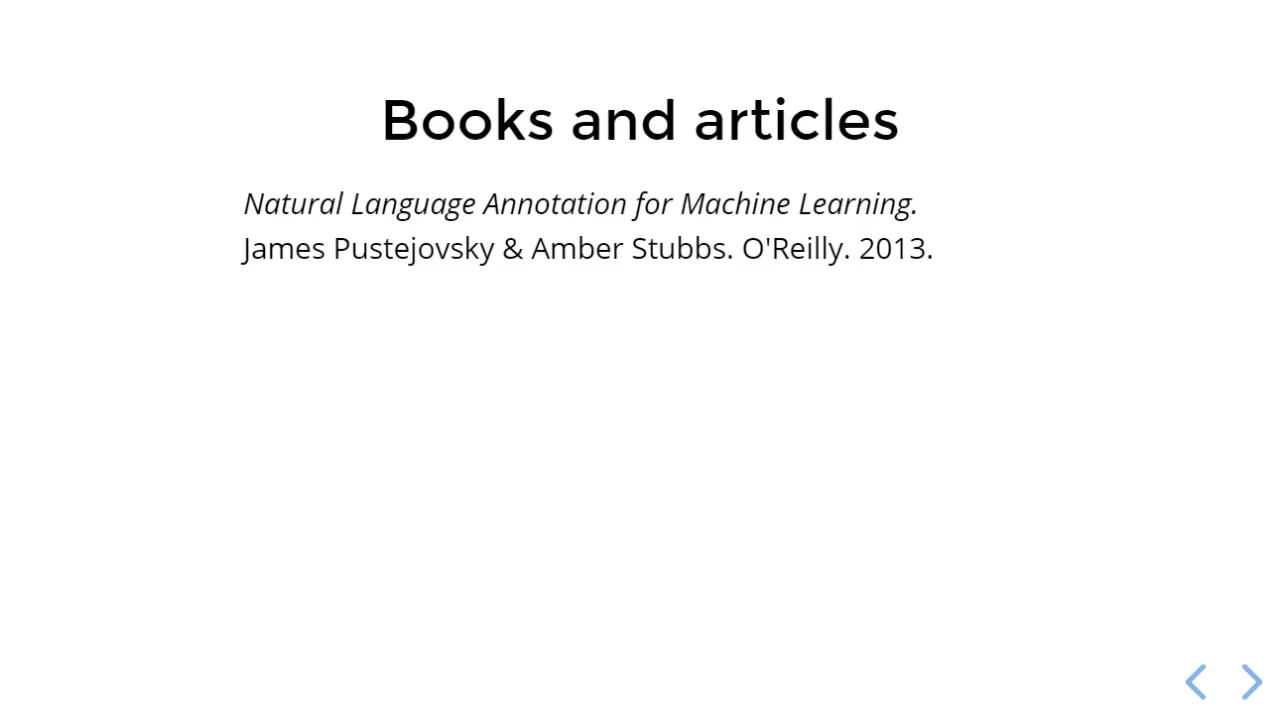 Books and articles
Natural Language Annotation for Machine Learning.
James Pustejovsky & Amber Stubbs. O'Reilly. 2013.